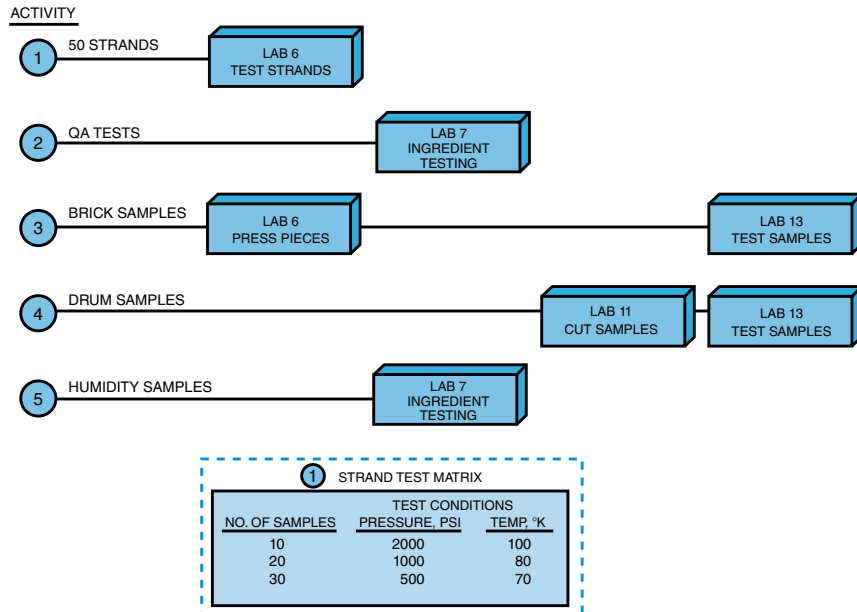 ACTIVITY
1
50 STRANDS
LAB 6
TEST STRANDS
2
QA TESTS
LAB 7
INGREDIENT
TESTING
3
BRICK SAMPLES
LAB 6
PRESS PIECES
LAB 13
TEST SAMPLES
4
DRUM SAMPLES
LAB 11
CUT SAMPLES
LAB 13
TEST SAMPLES
5
HUMIDITY SAMPLES
LAB 7
INGREDIENT
TESTING
1 STRAND TEST MATRIX
TEST CONDITIONS
NO. OF SAMPLES PRESSURE, PSI TEMP, °K
10 2000 100
20 1000 80
30 500 70